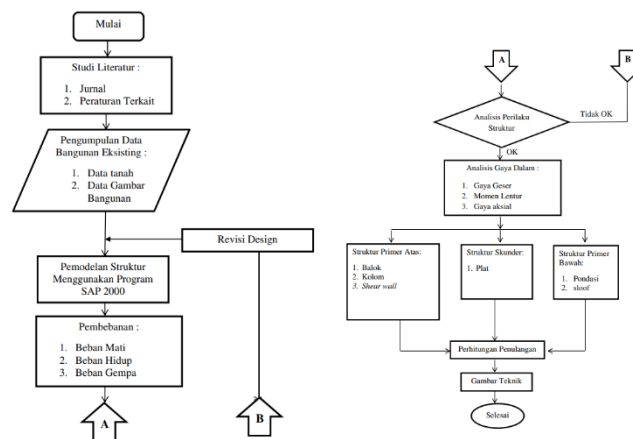 Mulai
Studi Literatur :
1. Jurnal
2. Peraturan Terkait
Pengumpulan Data
Bangunan Eksisting :
1. Data tanah
2. Data Gambar
Bangunan
Revisi Design
Pemodelan Struktur
Menggunakan Program
SAP 2000
Pembebanan :
1. Beban Mati
2. Beban Hidup
3. Beban Gempa
A
B
A
B
Analisis Perilaku
Struktur
Tidak OK
OK
Analisis Gaya Dalam :
1. Gaya Geser
2. Momen Lentur
3. Gaya aksial
Struktur Primer Atas:
1. Balok
2. Kolom
3. Shear wall
Struktur Skunder:
1. Plat
Struktur Primer
Bawah:
1. Pondasi
2. sloof
Perhitungan Penulangan
Gambar Teknik
Selesai